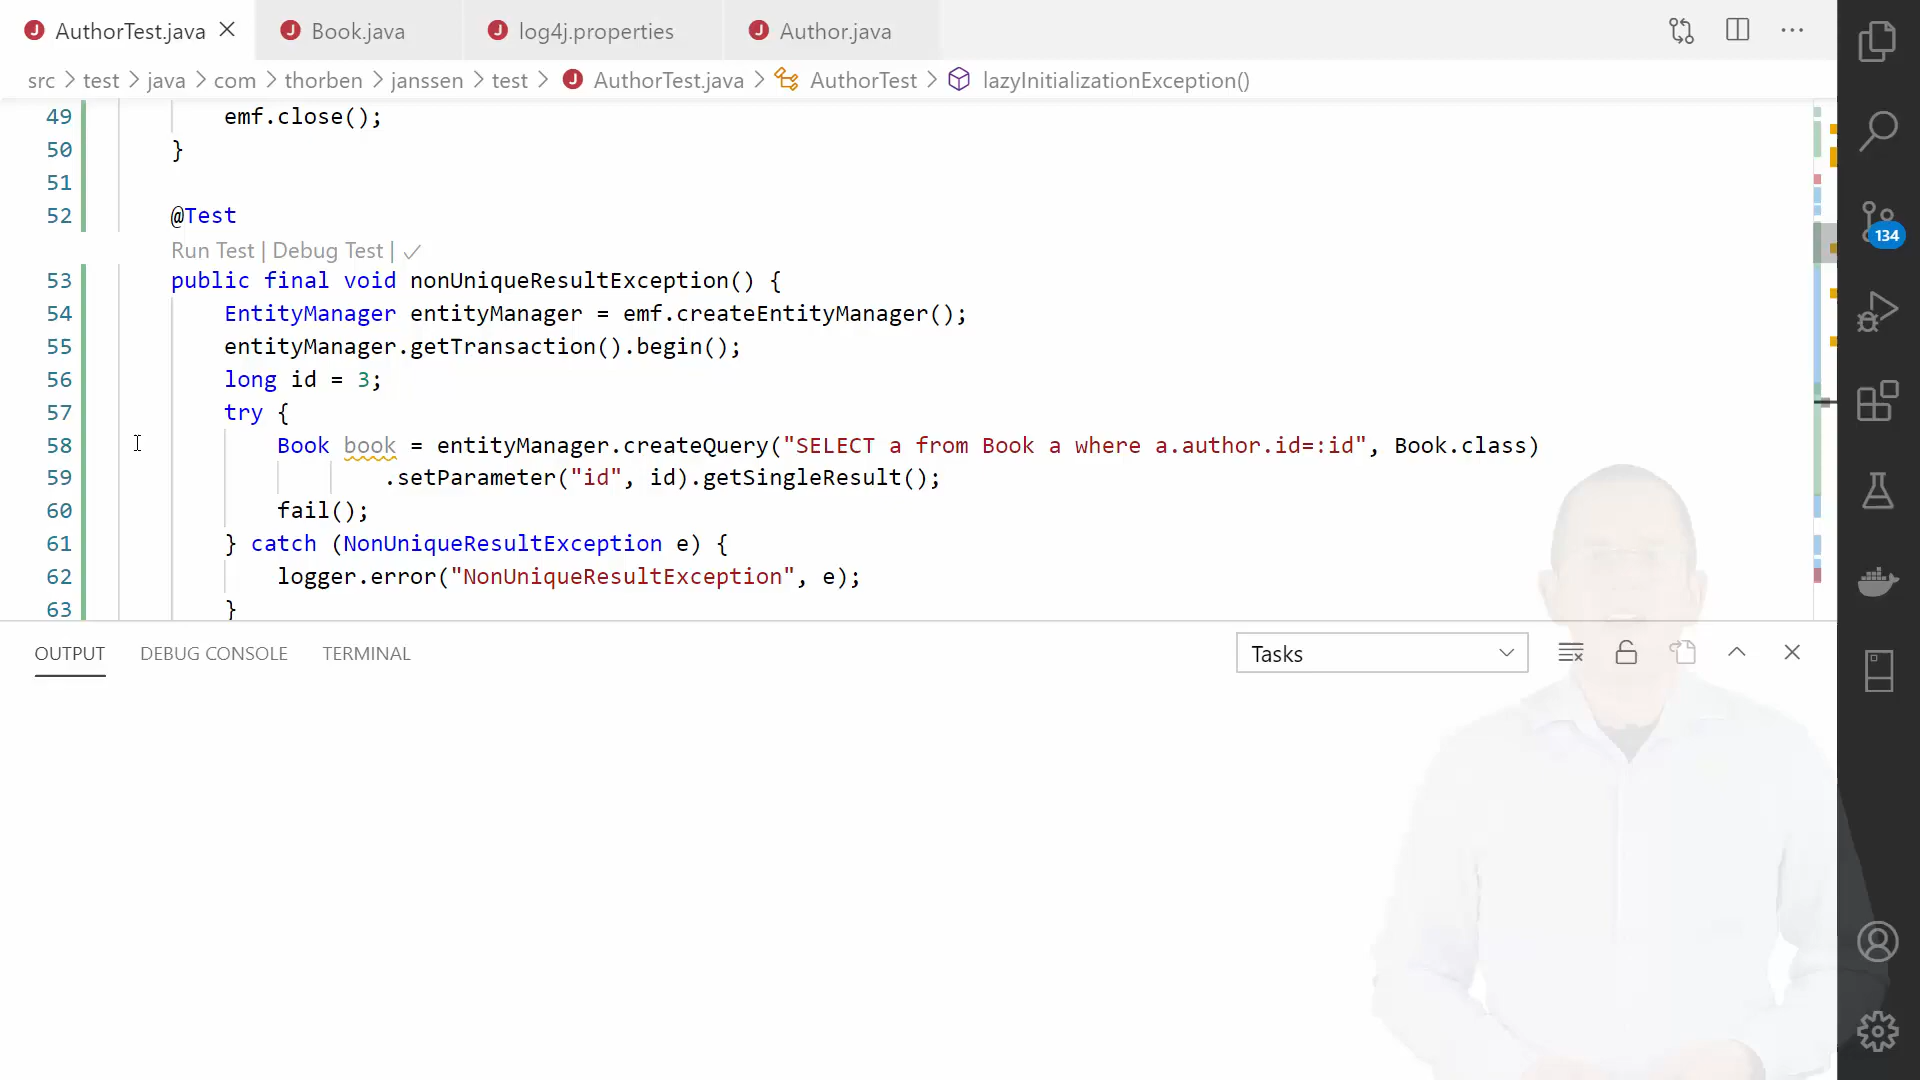 AuthorTest.java Book.java log4j.properties Author.java
src > test > java > com > thorben > janssen > test > AuthorTest.java > AuthorTest > lazyInitializationException()
49 emf.close();
50 }
51
52 @Test
Run Test | Debug Test | ✓
53 public final void nonUniqueResultException() {
54 EntityManager entityManager = emf.createEntityManager();
55 entityManager.getTransaction().begin();
56 long id = 3;
57 try {
58 Book book = entityManager.createQuery("SELECT a from Book a where a.author.id=:id", Book.class)
59 .setParameter("id", id).getSingleResult();
60 fail();
61 } catch (NonUniqueResultException e) {
62 logger.error("NonUniqueResultException", e);
63 }
134
OUTPUT DEBUG CONSOLE TERMINAL Tasks